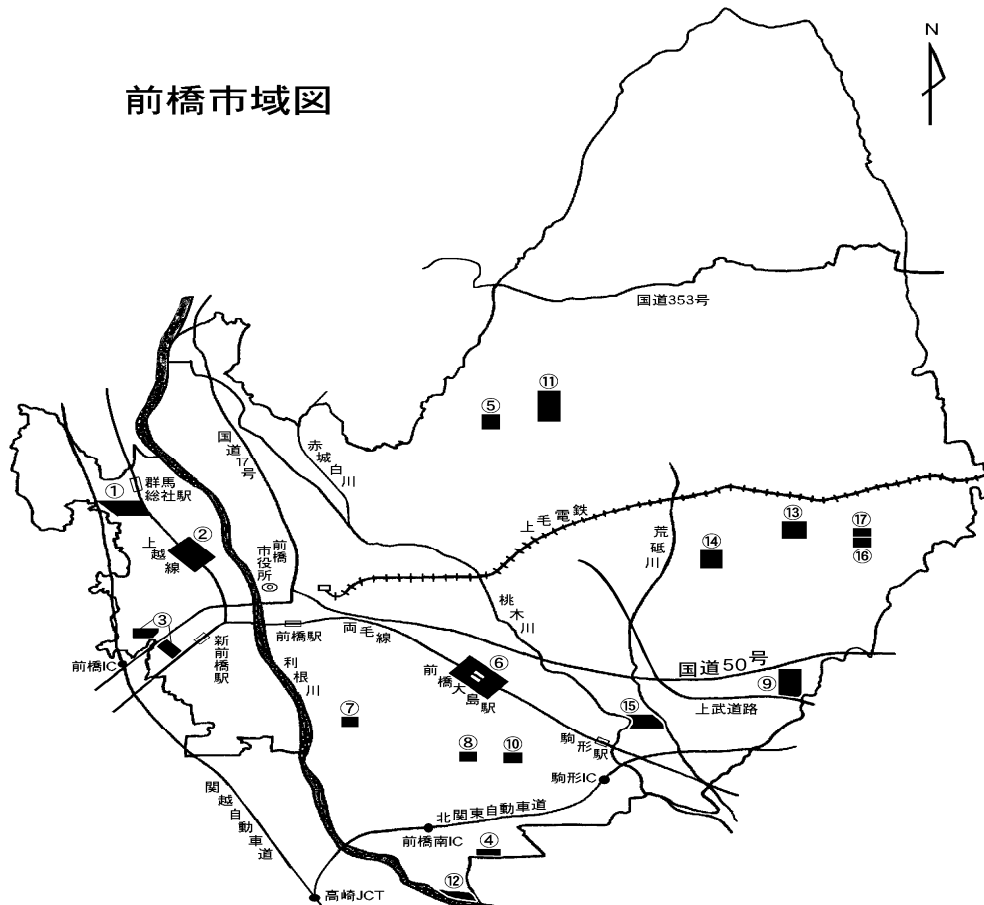 前橋市域図
N
国道353号
⑪
⑤
国道17号
赤城白川
群馬
総社駅
①
②
上越線
前橋
市役所
上毛電鉄
荒砥川
⑬
⑰
⑭
⑯
桃木川
③
新前橋駅
前橋駅
両毛線
前橋IC
利根川
前橋大島駅
⑥
国道50号
⑨
上武道路
⑦
⑮
⑧
⑩
駒形駅
駒形IC
関越自動車道
北関東自動車道
前橋南IC
④
⑫
高崎JCT